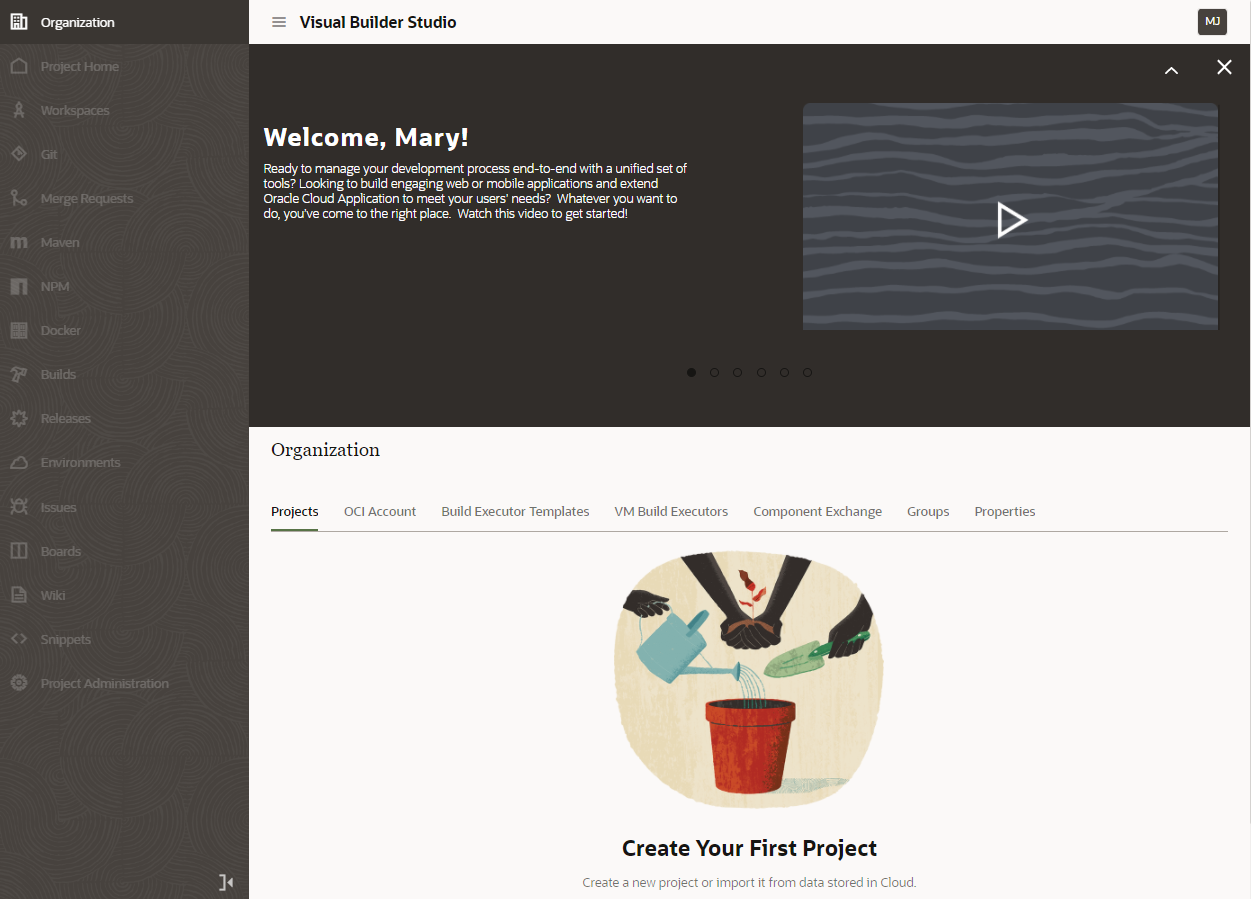 Organization
Project Home
Workspaces
Git
Merge Requests
Maven
NPM
Docker
Builds
Releases
Environments
Issues
Boards
Wiki
Snippets
Project Administration
Visual Builder Studio
MJ
Welcome, Mary!
Ready to manage your development process end-to-end with a unified set of
tools? Looking to build engaging web or mobile applications and extend
Oracle Cloud Application to meet your users' needs?  Whatever you want to
do, you've come to the right place.  Watch this video to get started!
Organization
Projects OCI Account Build Executor Templates VM Build Executors Component Exchange Groups Properties
Create Your First Project
Create a new project or import it from data stored in Cloud.